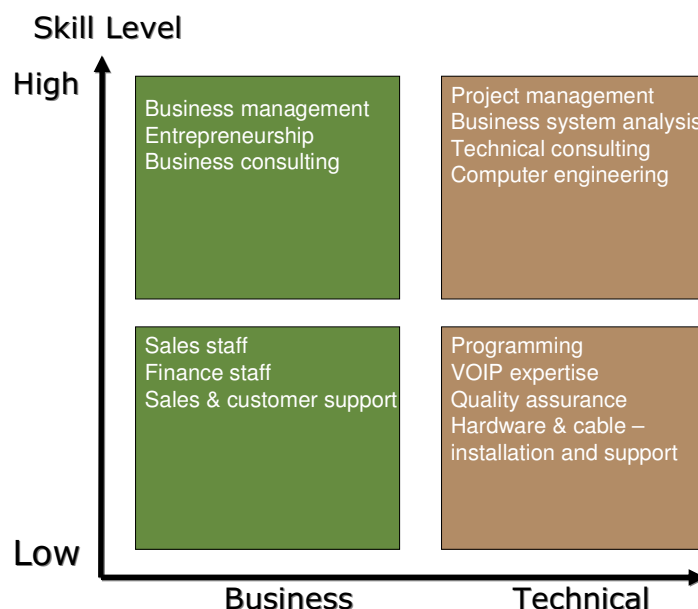 Skill Level
High
Business management
Entrepreneurship
Business consulting
Project management
Business system analysis
Technical consulting
Computer engineering
Sales staff
Finance staff
Sales & customer support
Programming
VOIP expertise
Quality assurance
Hardware & cable –
installation and support
Low
Business
Technical